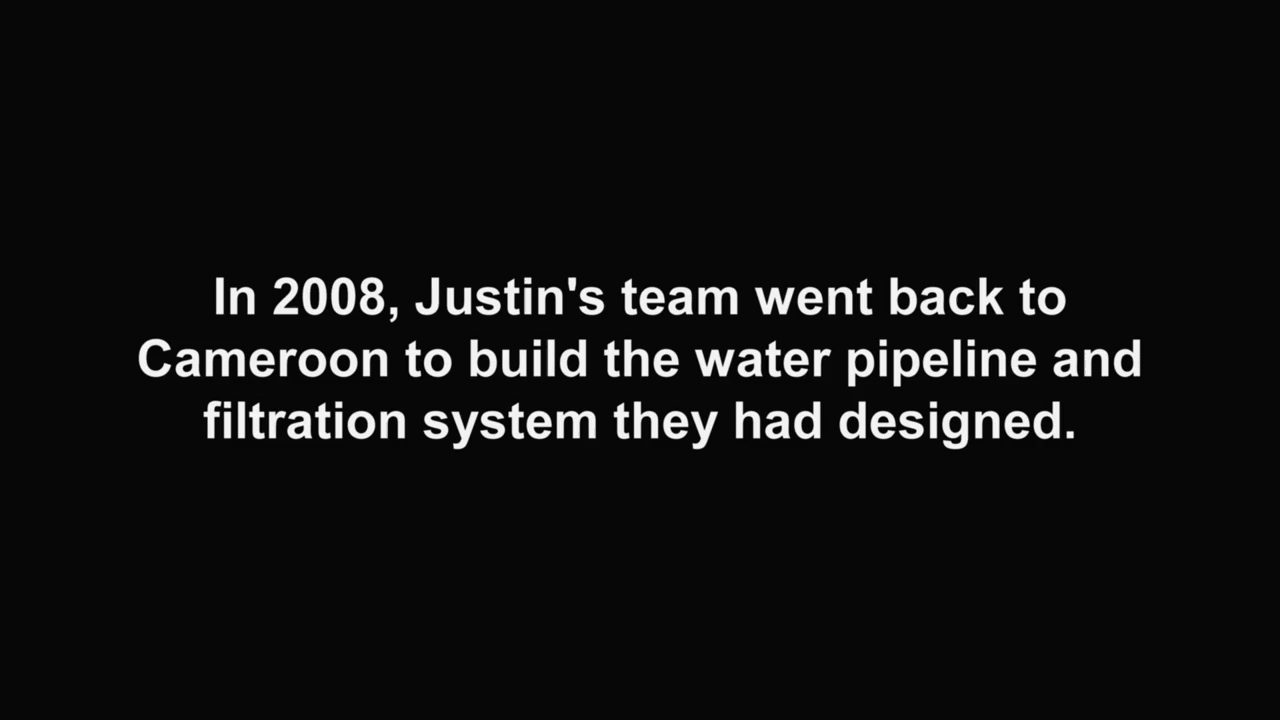 In 2008, Justin's team went back to
Cameroon to build the water pipeline and
filtration system they had designed.